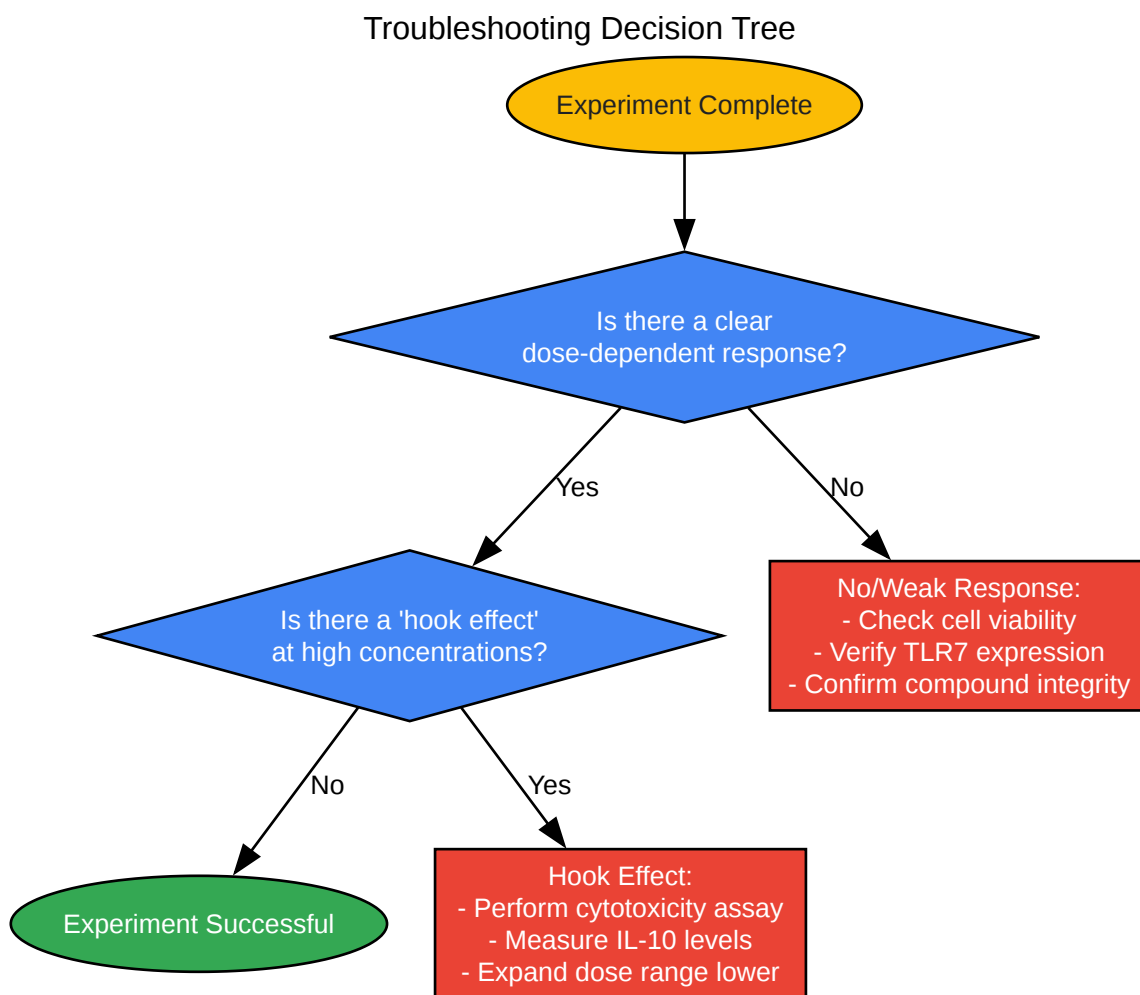 Troubleshooting Decision Tree
Experiment Complete
Is there a clear
dose-dependent response?
Yes
No
Is there a 'hook effect'
at high concentrations?
No/Weak Response:
- Check cell viability
- Verify TLR7 expression
- Confirm compound integrity
No
Yes
Experiment Successful
Hook Effect:
- Perform cytotoxicity assay
- Measure IL-10 levels
- Expand dose range lower